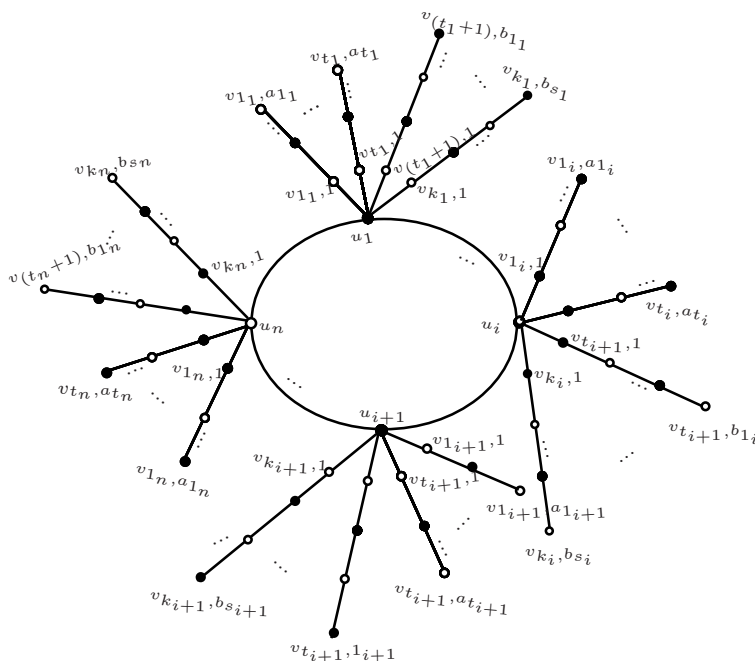 v(t₁+1),b₁₁
vt₁,at₁
vk₁,bs₁
v1₁,a1₁
vt₁,1
v(t₁+1),1
v1₁,1
vk₁,1
u₁
vkₙ,bsₙ
v1ᵢ,a1ᵢ
v(tₙ+1),b1ₙ
vkₙ,1
v1ᵢ,1
uₙ
uᵢ
vtᵢ,atᵢ
vtᵢ₊₁,1
v1ₙ,1
vkᵢ,1
vtₙ,atₙ
uᵢ₊₁
vtᵢ₊₁,b1ᵢ
v1ᵢ₊₁,1
vkᵢ₊₁,1
v1ₙ,a1ₙ
vtᵢ₊₁,1
v1ᵢ₊₁ a1ᵢ₊₁
vkᵢ,bsᵢ
vkᵢ₊₁,bsᵢ₊₁
vtᵢ₊₁,atᵢ₊₁
vtᵢ₊₁,1ᵢ₊₁